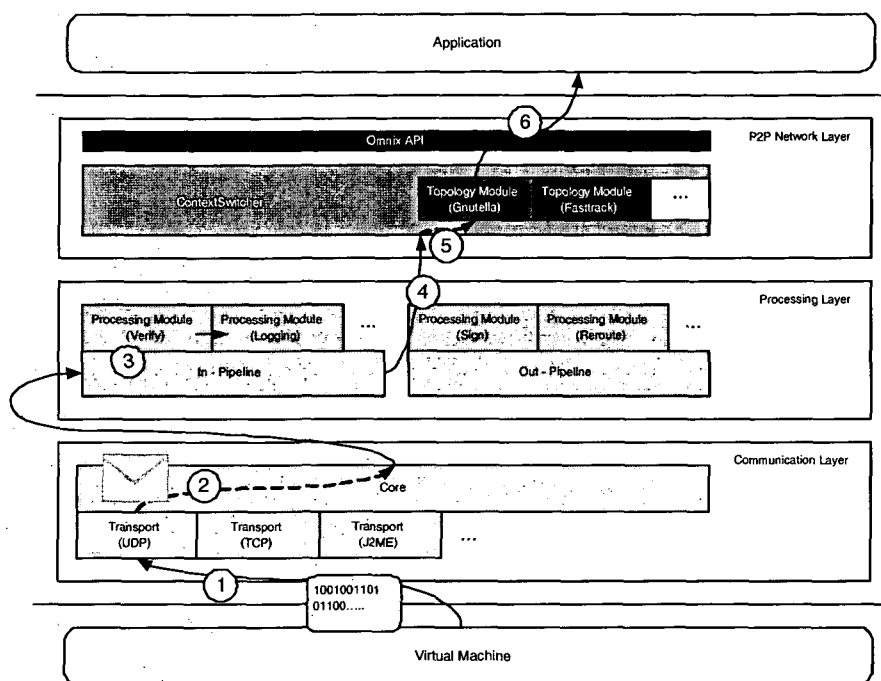 Application
6
Omnix API
P2P Network Layer
ContextSwitcher
Topology Module
(Gnutella)
Topology Module
(Fasttrack)
...
5
4
Processing Layer
Processing Module
(Verify)
Processing Module
(Logging)
...
Processing Module
(Sign)
Processing Module
(Reroute)
...
3
In - Pipeline
Out - Pipeline
Communication Layer
2
Core
Transport
(UDP)
Transport
(TCP)
Transport
(J2ME)
...
1
1001001101
01100.....
Virtual Machine